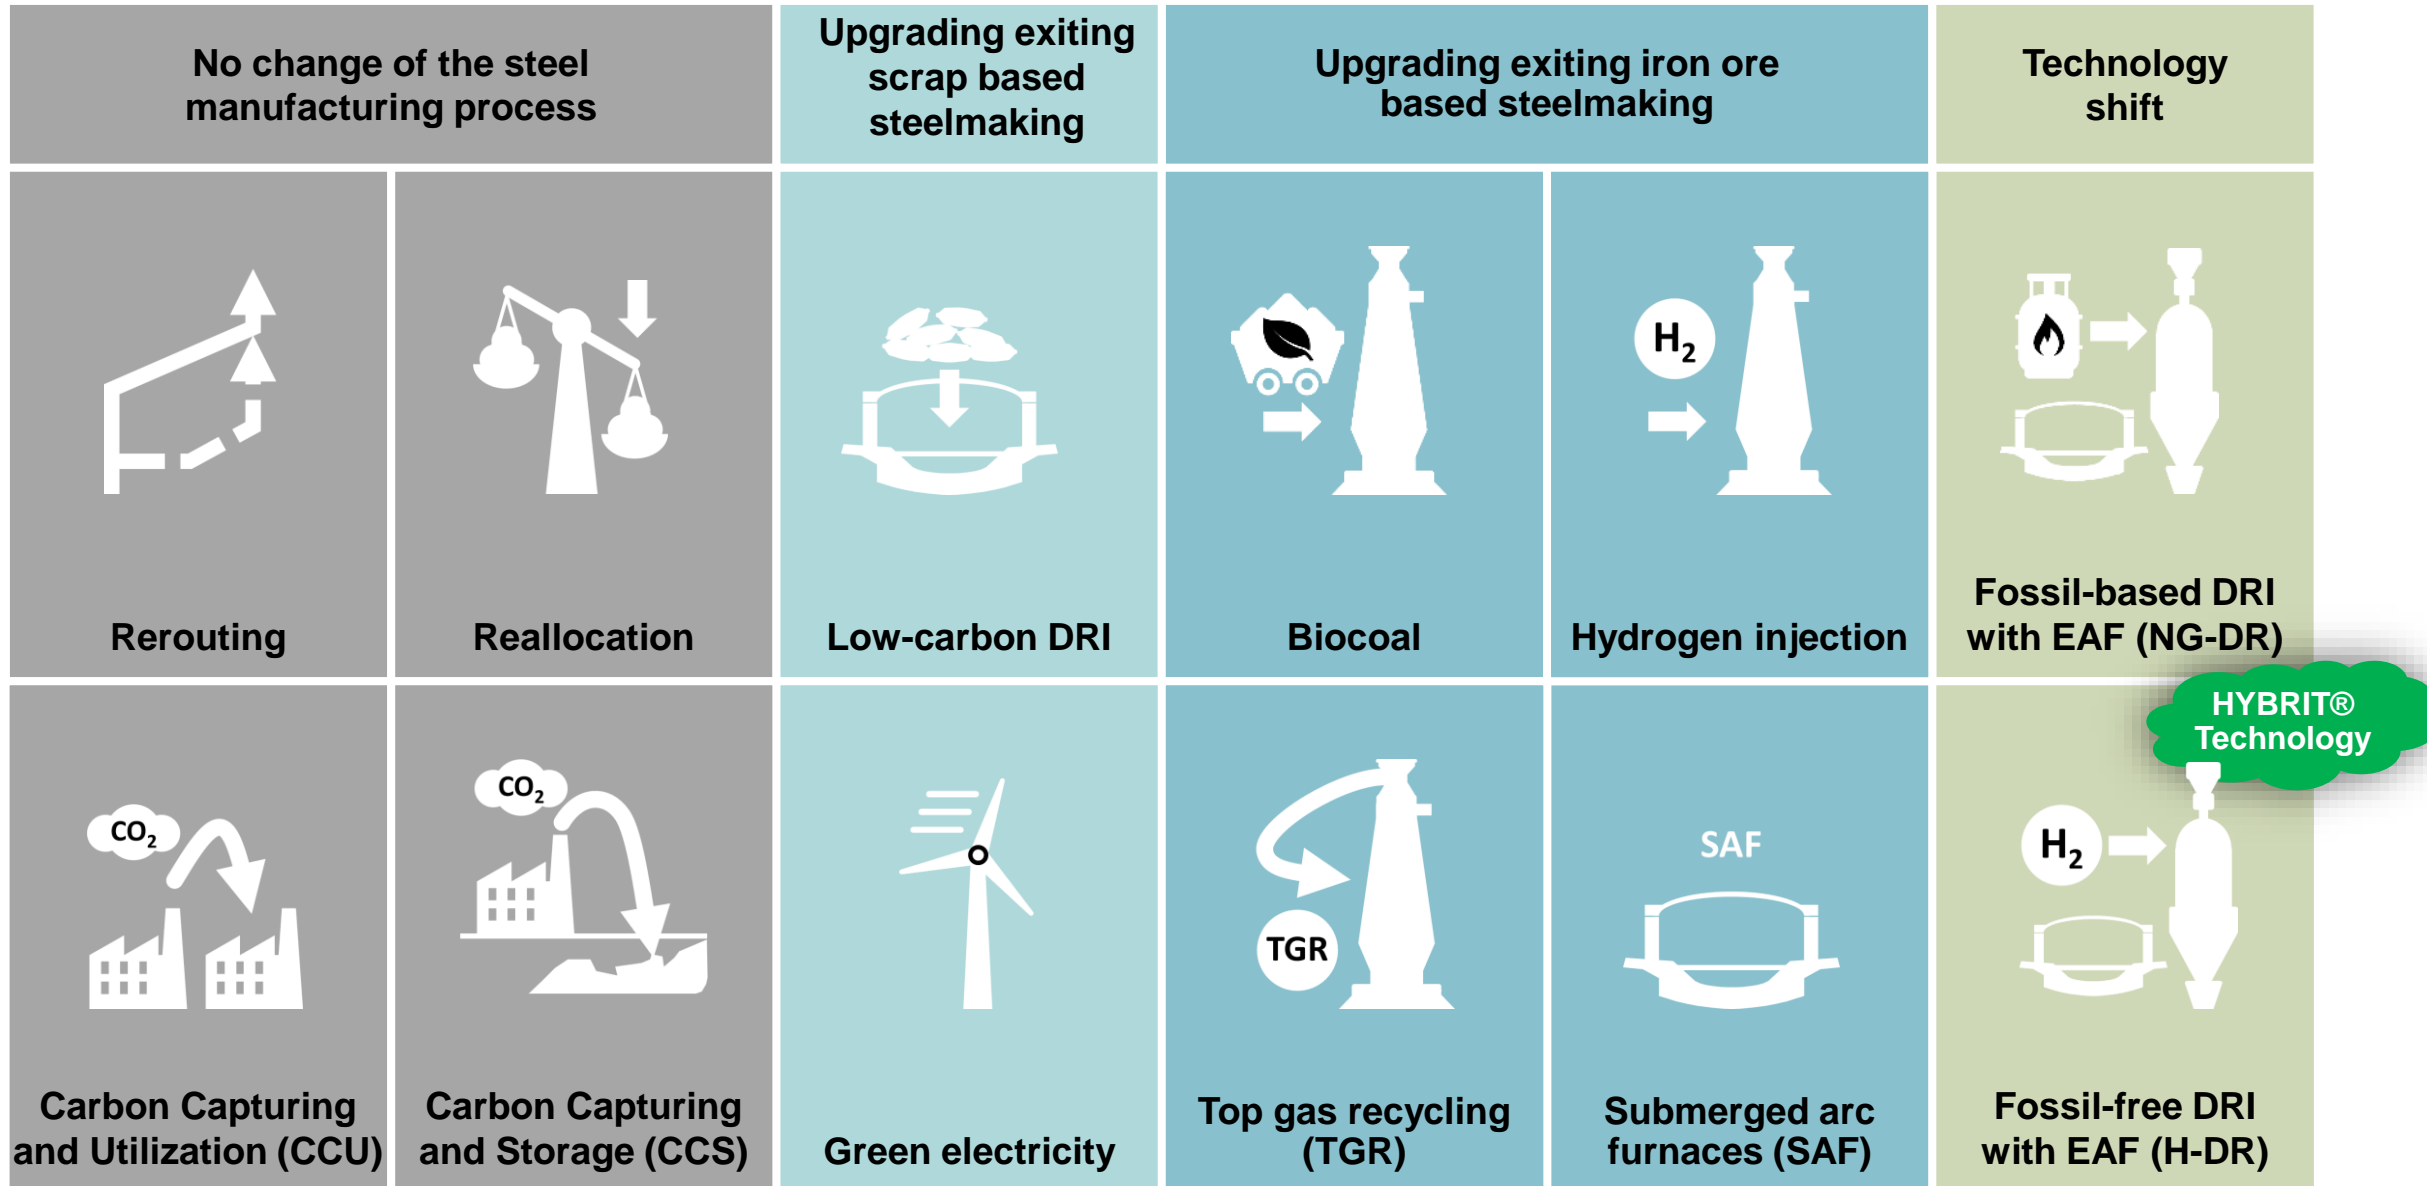 No change of the steel
manufacturing process
Upgrading exiting
scrap based
steelmaking
Upgrading exiting iron ore
based steelmaking
Technology
shift
Rerouting
Reallocation
Low-carbon DRI
Biocoal
H₂
Hydrogen injection
Fossil-based DRI
with EAF (NG-DR)
HYBRIT®
Technology
CO₂
Carbon Capturing
and Utilization (CCU)
CO₂
Carbon Capturing
and Storage (CCS)
Green electricity
TGR
Top gas recycling
(TGR)
SAF
Submerged arc
furnaces (SAF)
H₂
Fossil-free DRI
with EAF (H-DR)